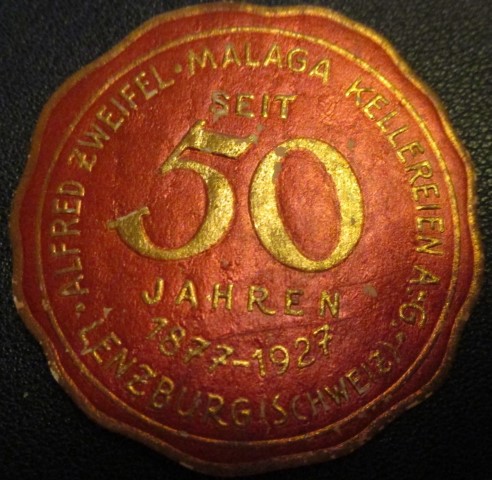 ALFRED ZWEIFEL · MALAGA KELLEREIEN A-G. ·
SEIT
50
JAHREN
1877-1927
LENZBURG (SCHWEIZ)